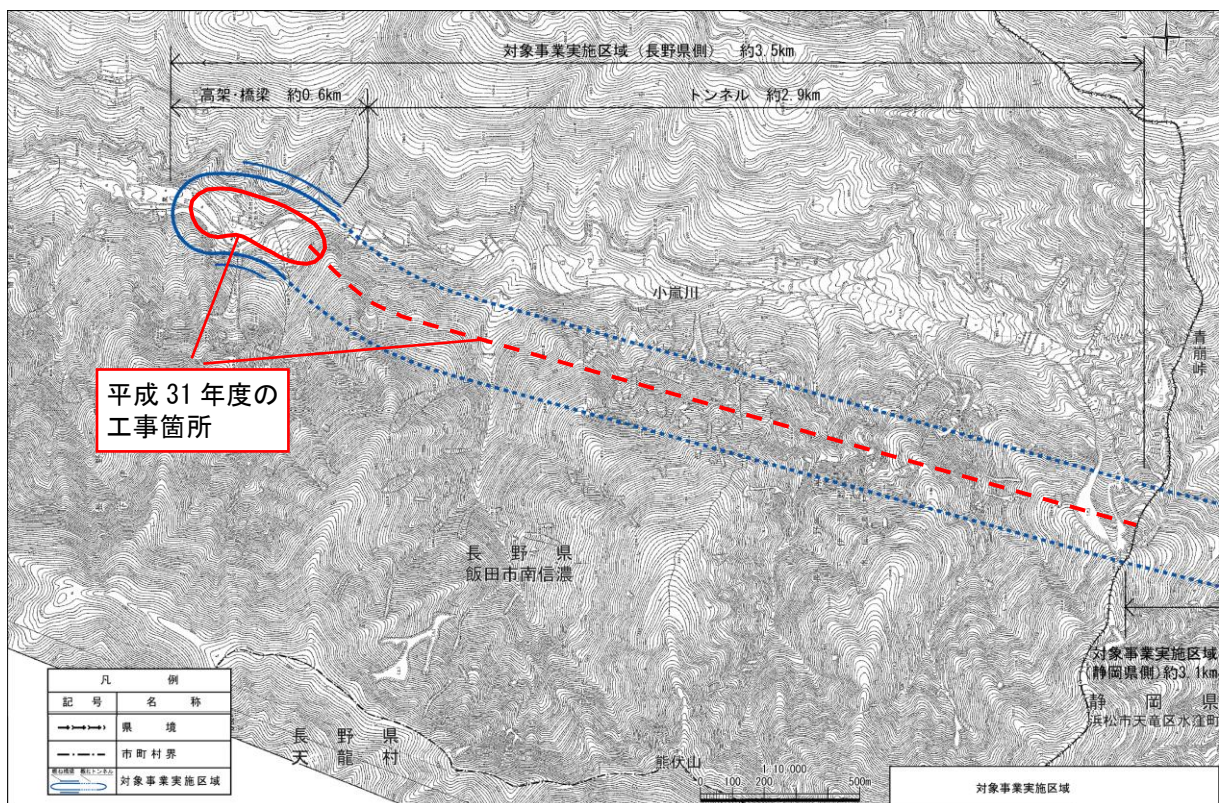 対象事業実施区域（長野県側） 約3.5km
高架・橋梁 約0.6km
トンネル 約2.9km
小嵐川
青崩峠
平成 31 年度の
工事箇所
長野県
飯田市南信濃
対象事業実施区域
(静岡県側)約3.1km
静岡県
浜松市天竜区水窪町
凡例
記号 名称
県境
市町村界
対象事業実施区域
長野県
天龍村
熊伏山
1:10 000
0 100 200 500m
対象事業実施区域